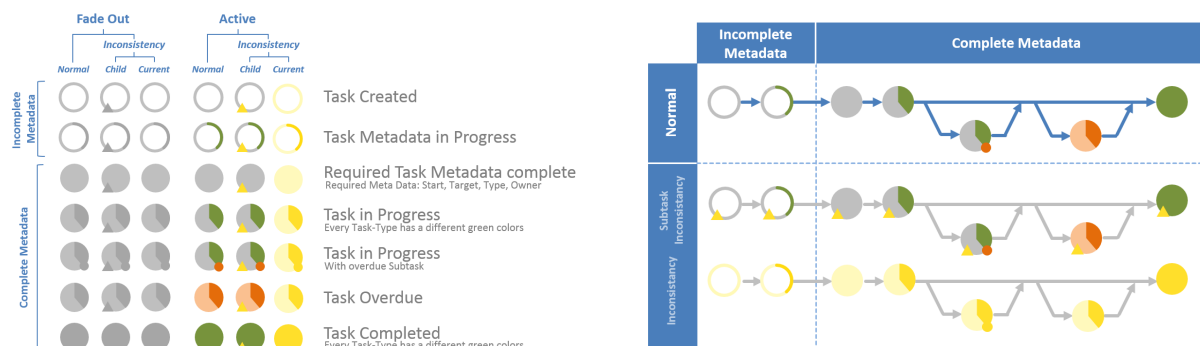 Fade Out
Active
Inconsistency
Inconsistency
Normal
Child
Current
Normal
Child
Current
Incomplete
Metadata
Task Created
Task Metadata in Progress
Complete Metadata
Required Task Metadata complete
Required Meta Data: Start, Target, Type, Owner
Task in Progress
Every Task-Type has a different green colors
Task in Progress
With overdue Subtask
Task Overdue
Task Completed
Every Task-Type has a different green colors
Incomplete
Metadata
Complete Metadata
Normal
Subtask
Inconsistancy
Inconsistancy